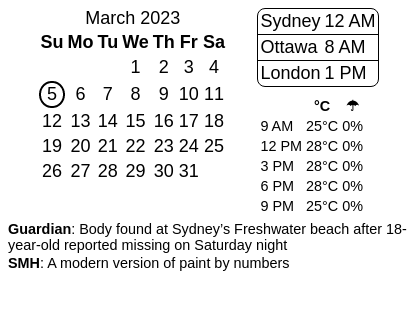 March 2023
Su Mo Tu We Th Fr Sa
1 2 3 4
5 6 7 8 9 10 11
12 13 14 15 16 17 18
19 20 21 22 23 24 25
26 27 28 29 30 31
Sydney 12 AM
Ottawa 8 AM
London 1 PM
°C ☂
9 AM 25°C 0%
12 PM 28°C 0%
3 PM 28°C 0%
6 PM 28°C 0%
9 PM 25°C 0%
Guardian: Body found at Sydney’s Freshwater beach after 18-
year-old reported missing on Saturday night
SMH: A modern version of paint by numbers